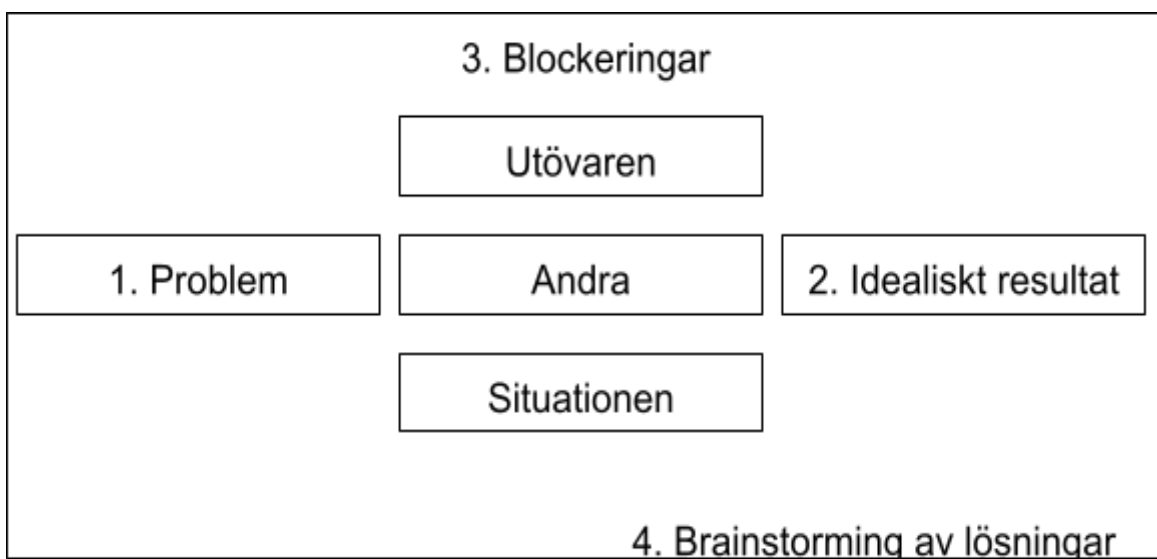 3. Blockeringar
Utövaren
1. Problem
Andra
2. Idealiskt resultat
Situationen
4. Brainstorming av lösningar